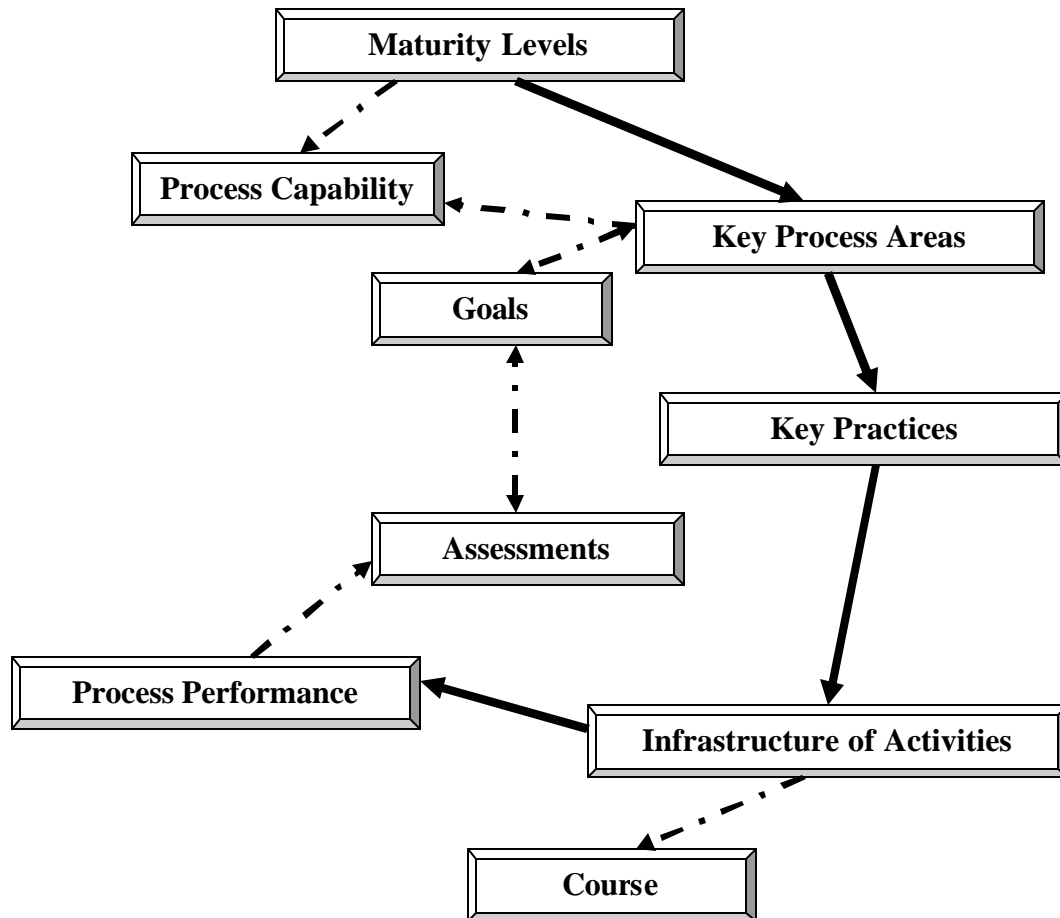 Maturity Levels
Process Capability
Key Process Areas
Goals
Key Practices
Assessments
Process Performance
Infrastructure of Activities
Course